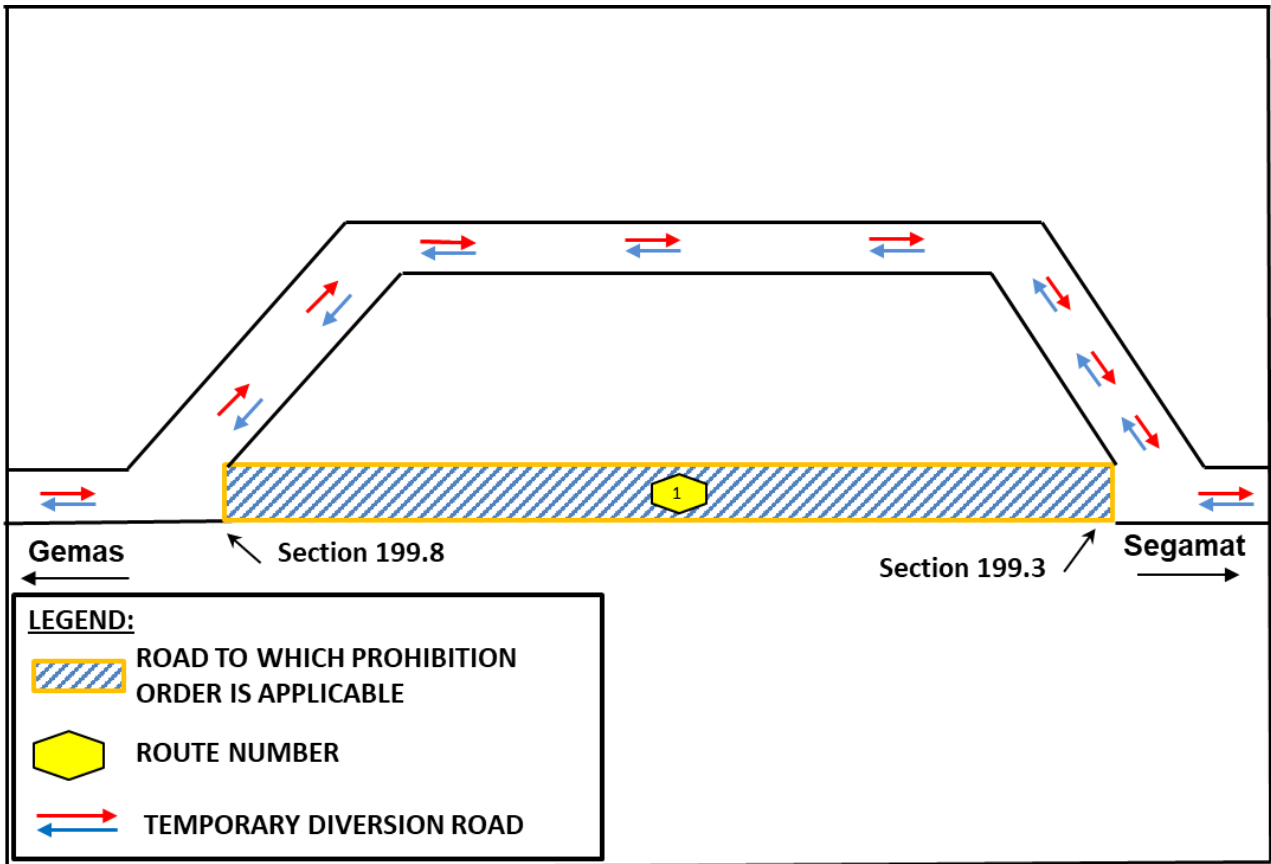 1
Gemas
Section 199.8
Section 199.3
Segamat
LEGEND:
ROAD TO WHICH PROHIBITION
ORDER IS APPLICABLE
ROUTE NUMBER
TEMPORARY DIVERSION ROAD